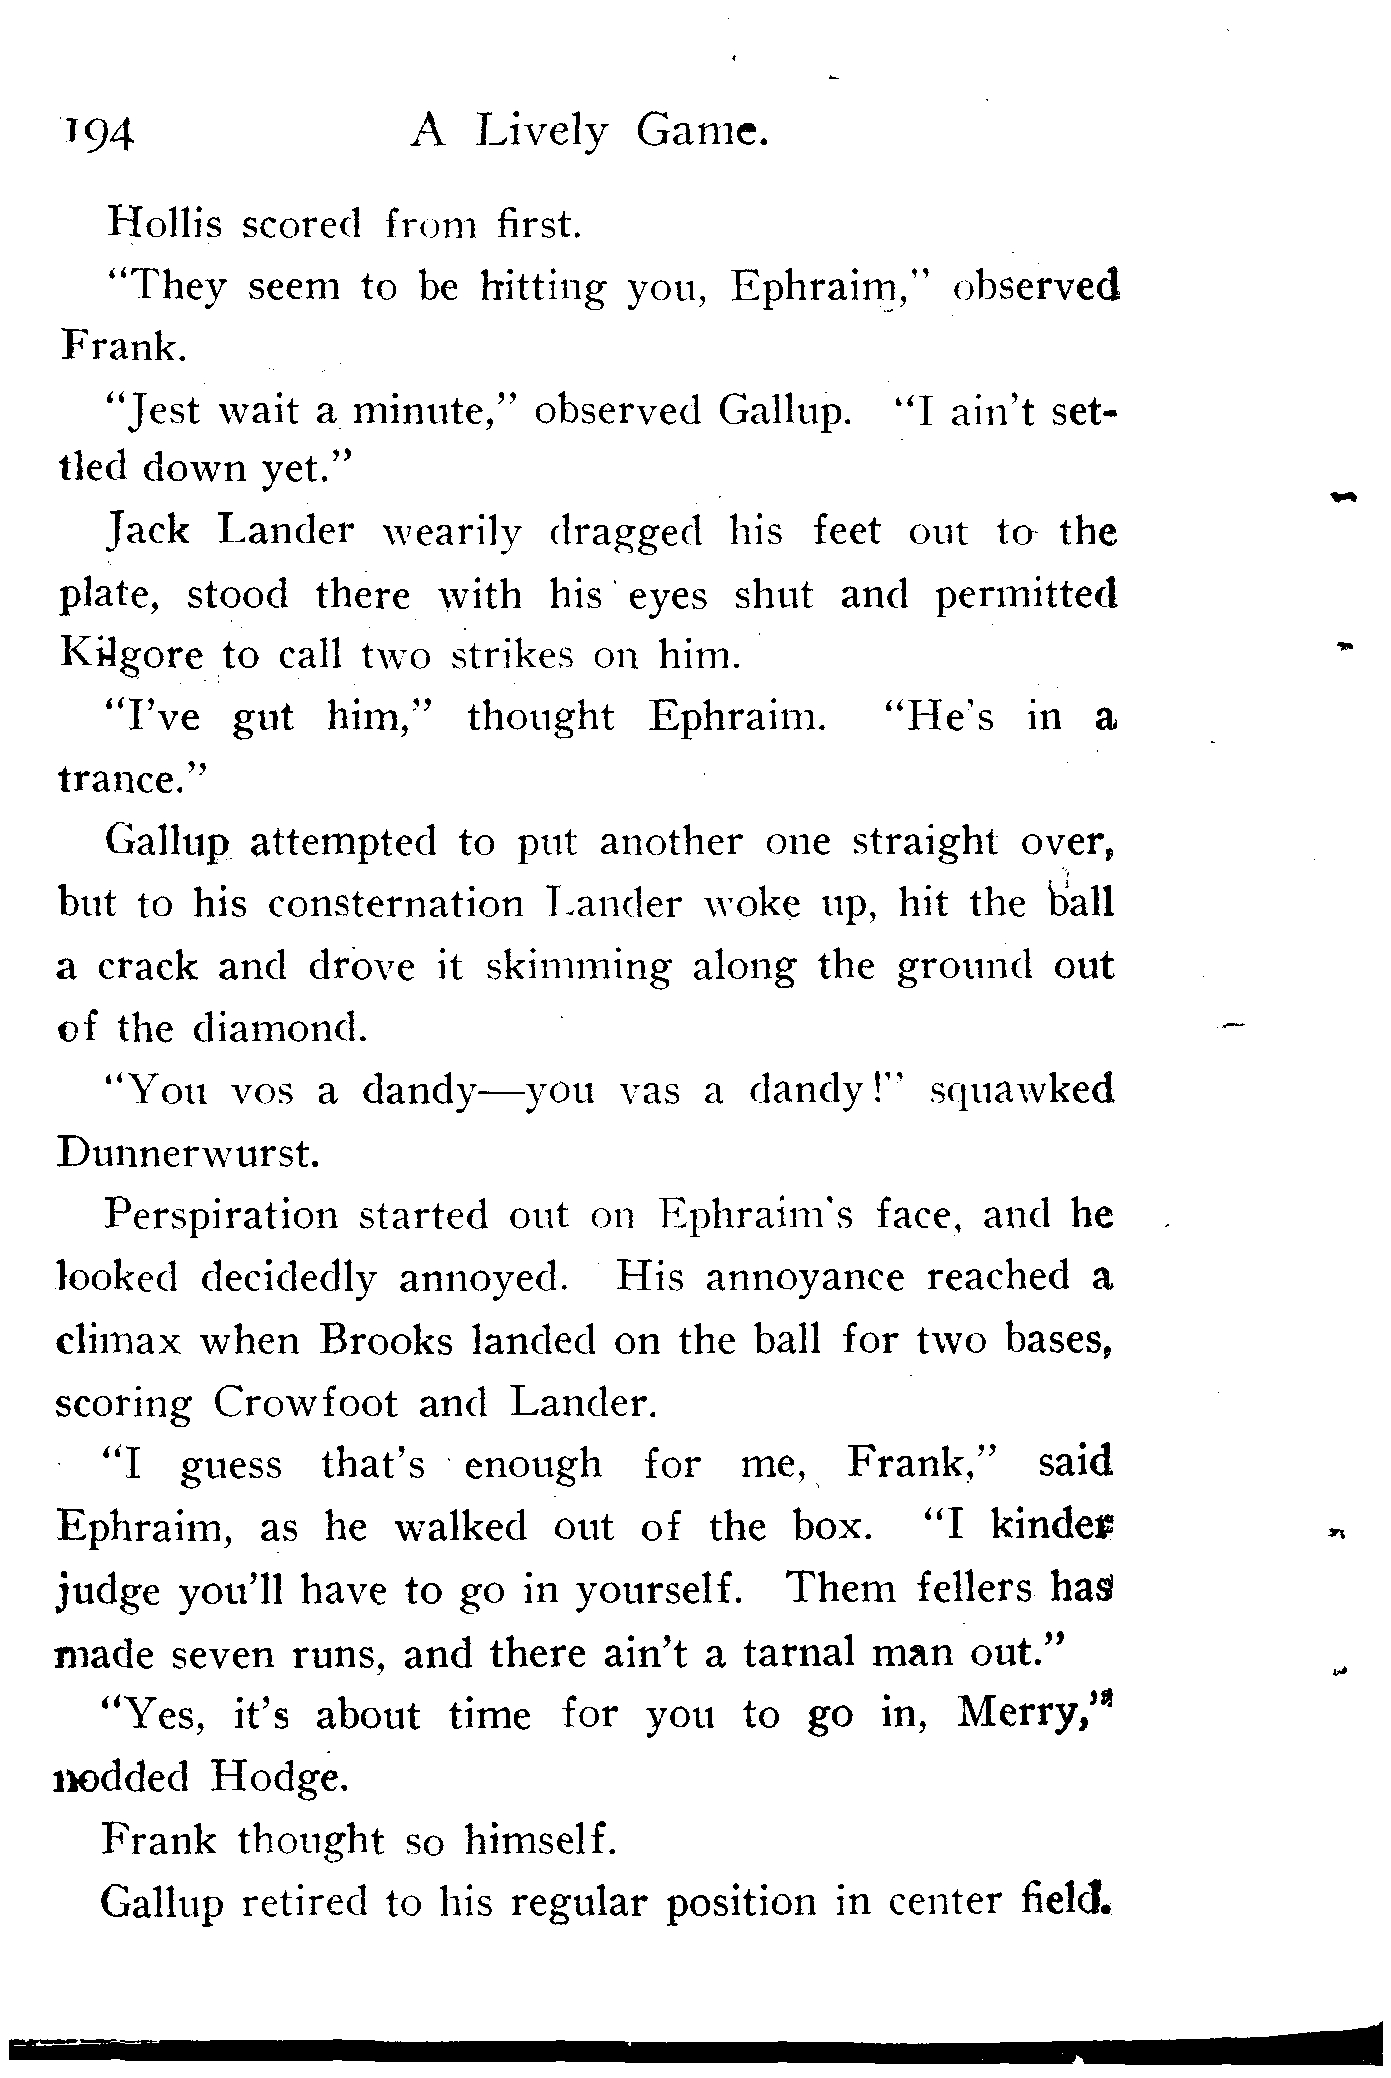 194 A Lively Game.
Hollis scored from first.
"They seem to be hitting you, Ephraim," observed
Frank.
"Jest wait a minute," observed Gallup. "I ain't set-
tled down yet."
Jack Lander wearily dragged his feet out to the
plate, stood there with his eyes shut and permitted
Kilgore to call two strikes on him.
"I've gut him," thought Ephraim. "He's in a
trance."
Gallup attempted to put another one straight over,
but to his consternation Lander woke up, hit the ball
a crack and drove it skimming along the ground out
of the diamond.
"You vos a dandy—you vas a dandy!" squawked
Dunnerwurst.
Perspiration started out on Ephraim's face, and he
looked decidedly annoyed. His annoyance reached a
climax when Brooks landed on the ball for two bases,
scoring Crowfoot and Lander.
"I guess that's enough for me, Frank," said
Ephraim, as he walked out of the box. "I kinder
judge you'll have to go in yourself. Them fellers has
made seven runs, and there ain't a tarnal man out."
"Yes, it's about time for you to go in, Merry,"
nodded Hodge.
Frank thought so himself.
Gallup retired to his regular position in center field.